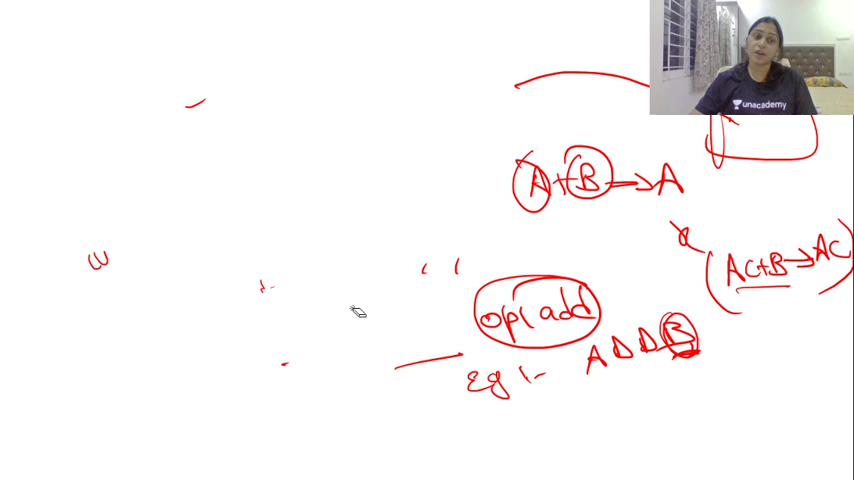 unacademy
A+B→A
AC+B→AC
op, add
ADD B
Eg:-